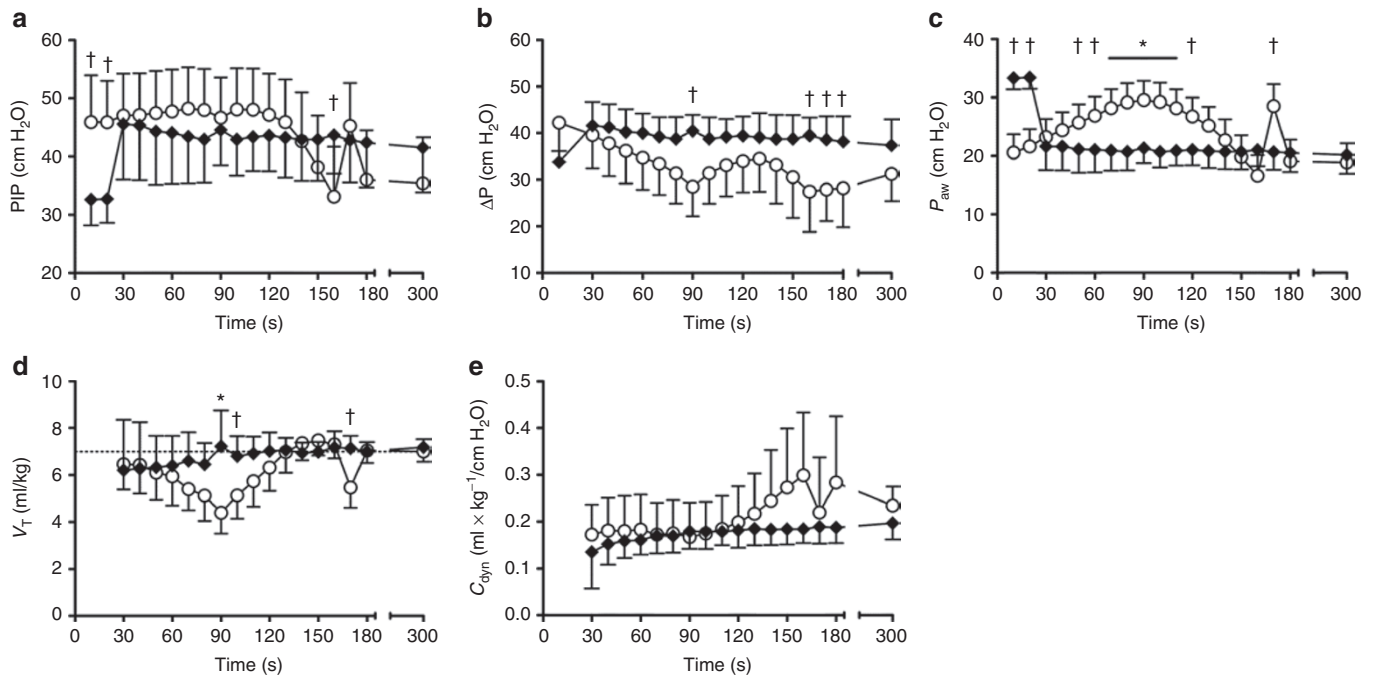 a
60
50
40
30
20
PIP (cm H₂O)
† † †
0 30 60 90 120 150 180 300
Time (s)
b
60
50
40
30
20
10
ΔP (cm H₂O)
† † † †
0 30 60 90 120 150 180 300
Time (s)
c
40
30
20
10
0
Paw (cm H₂O)
† † † † * † †
0 30 60 90 120 150 180 300
Time (s)
d
10
8
6
4
2
0
VT (ml/kg)
* † †
0 30 60 90 120 150 180 300
Time (s)
e
0.5
0.4
0.3
0.2
0.1
0.0
Cdyn (ml × kg⁻¹/cm H₂O)
0 30 60 90 120 150 180 300
Time (s)